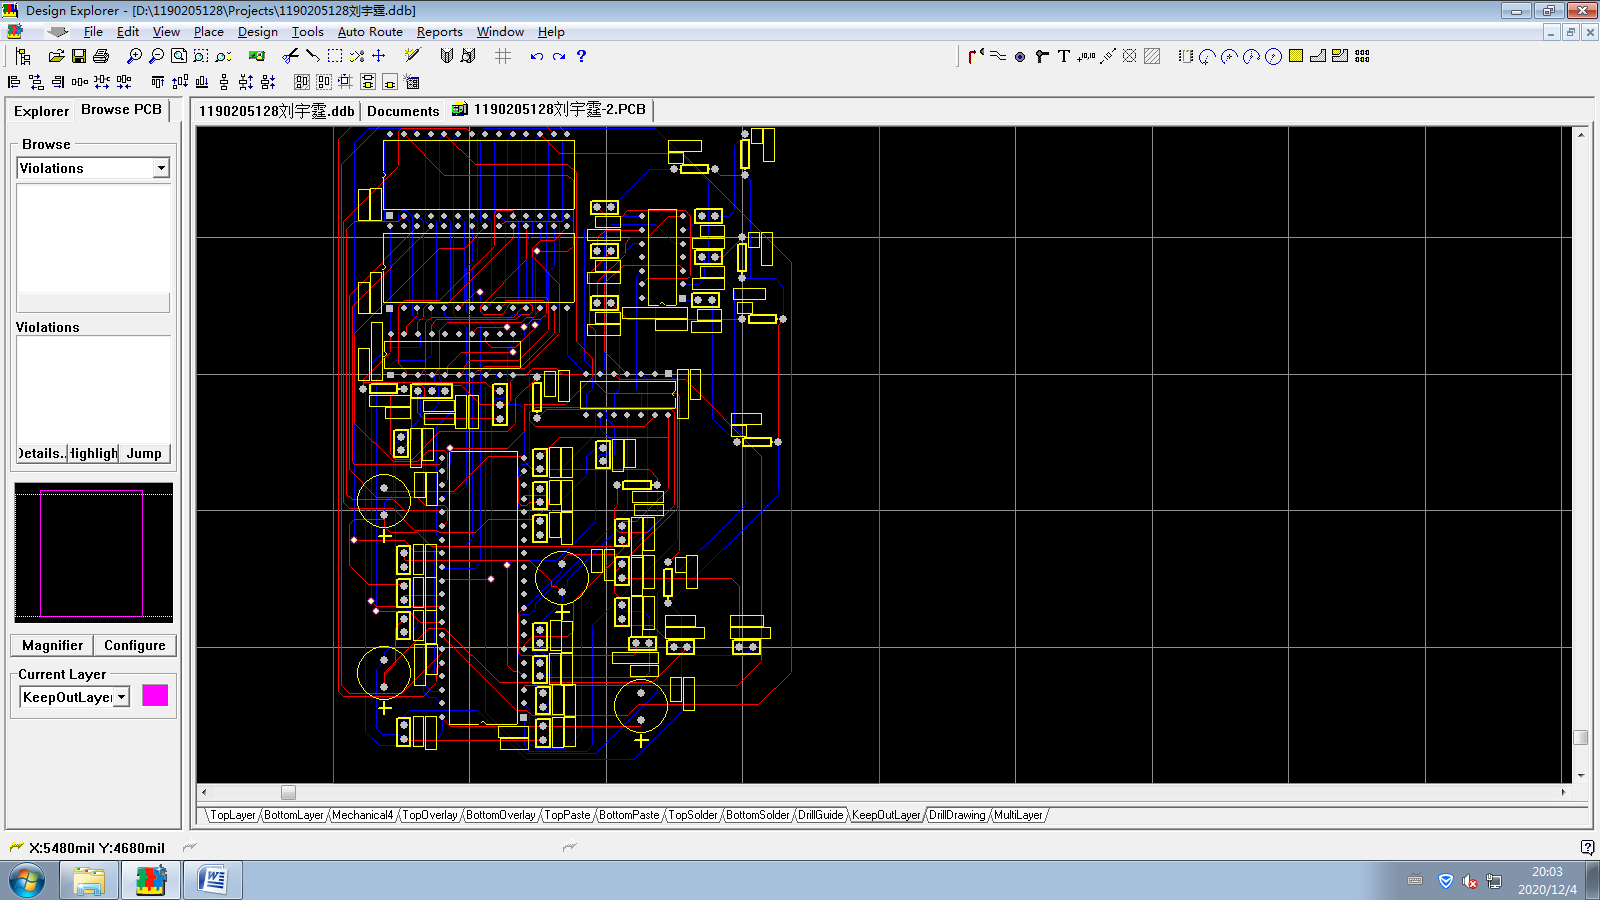 Design Explorer - [D:\1190205128\Projects\1190205128刘宇霆.ddb]
File Edit View Place Design Tools Auto Route Reports Window Help
Explorer Browse PCB
1190205128刘宇霆.ddb Documents 1190205128刘宇霆-2.PCB
Browse
Violations
Violations
Details.. Highligh Jump
Magnifier Configure
Current Layer
KeepOutLayer
TopLayer BottomLayer Mechanical4 TopOverlay BottomOverlay TopPaste BottomPaste TopSolder BottomSolder DrillGuide KeepOutLayer DrillDrawing MultiLayer
X:5480mil Y:4680mil
20:03
2020/12/4